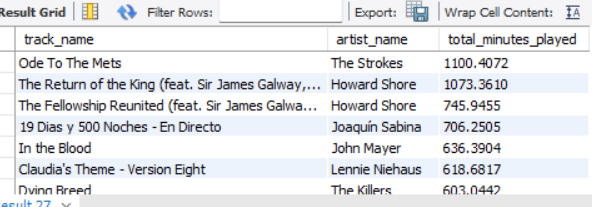 Result Grid Filter Rows: Export: Wrap Cell Content: IA
track_name artist_name total_minutes_played
Ode To The Mets The Strokes 1100.4072
The Return of the King (feat. Sir James Galway,... Howard Shore 1073.3610
The Fellowship Reunited (feat. Sir James Galwa... Howard Shore 745.9455
19 Dias y 500 Noches - En Directo Joaquín Sabina 706.2505
In the Blood John Mayer 636.3904
Claudia's Theme - Version Eight Lennie Niehaus 618.6817
Dying Breed The Killers 603.0442
esult 27